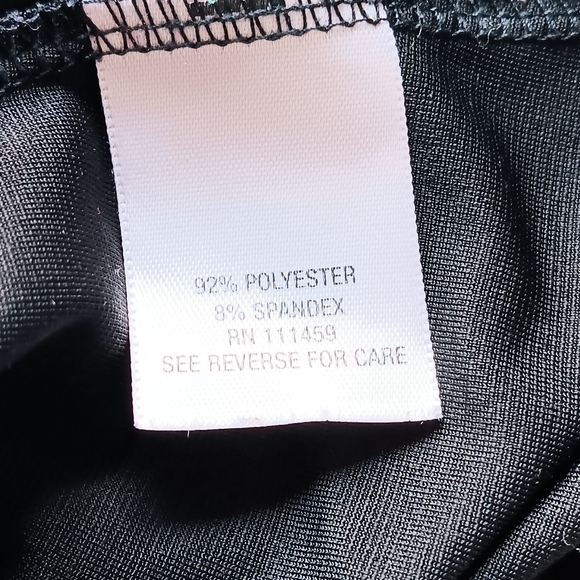 92% POLYESTER
8% SPANDEX
RN 111459
SEE REVERSE FOR CARE